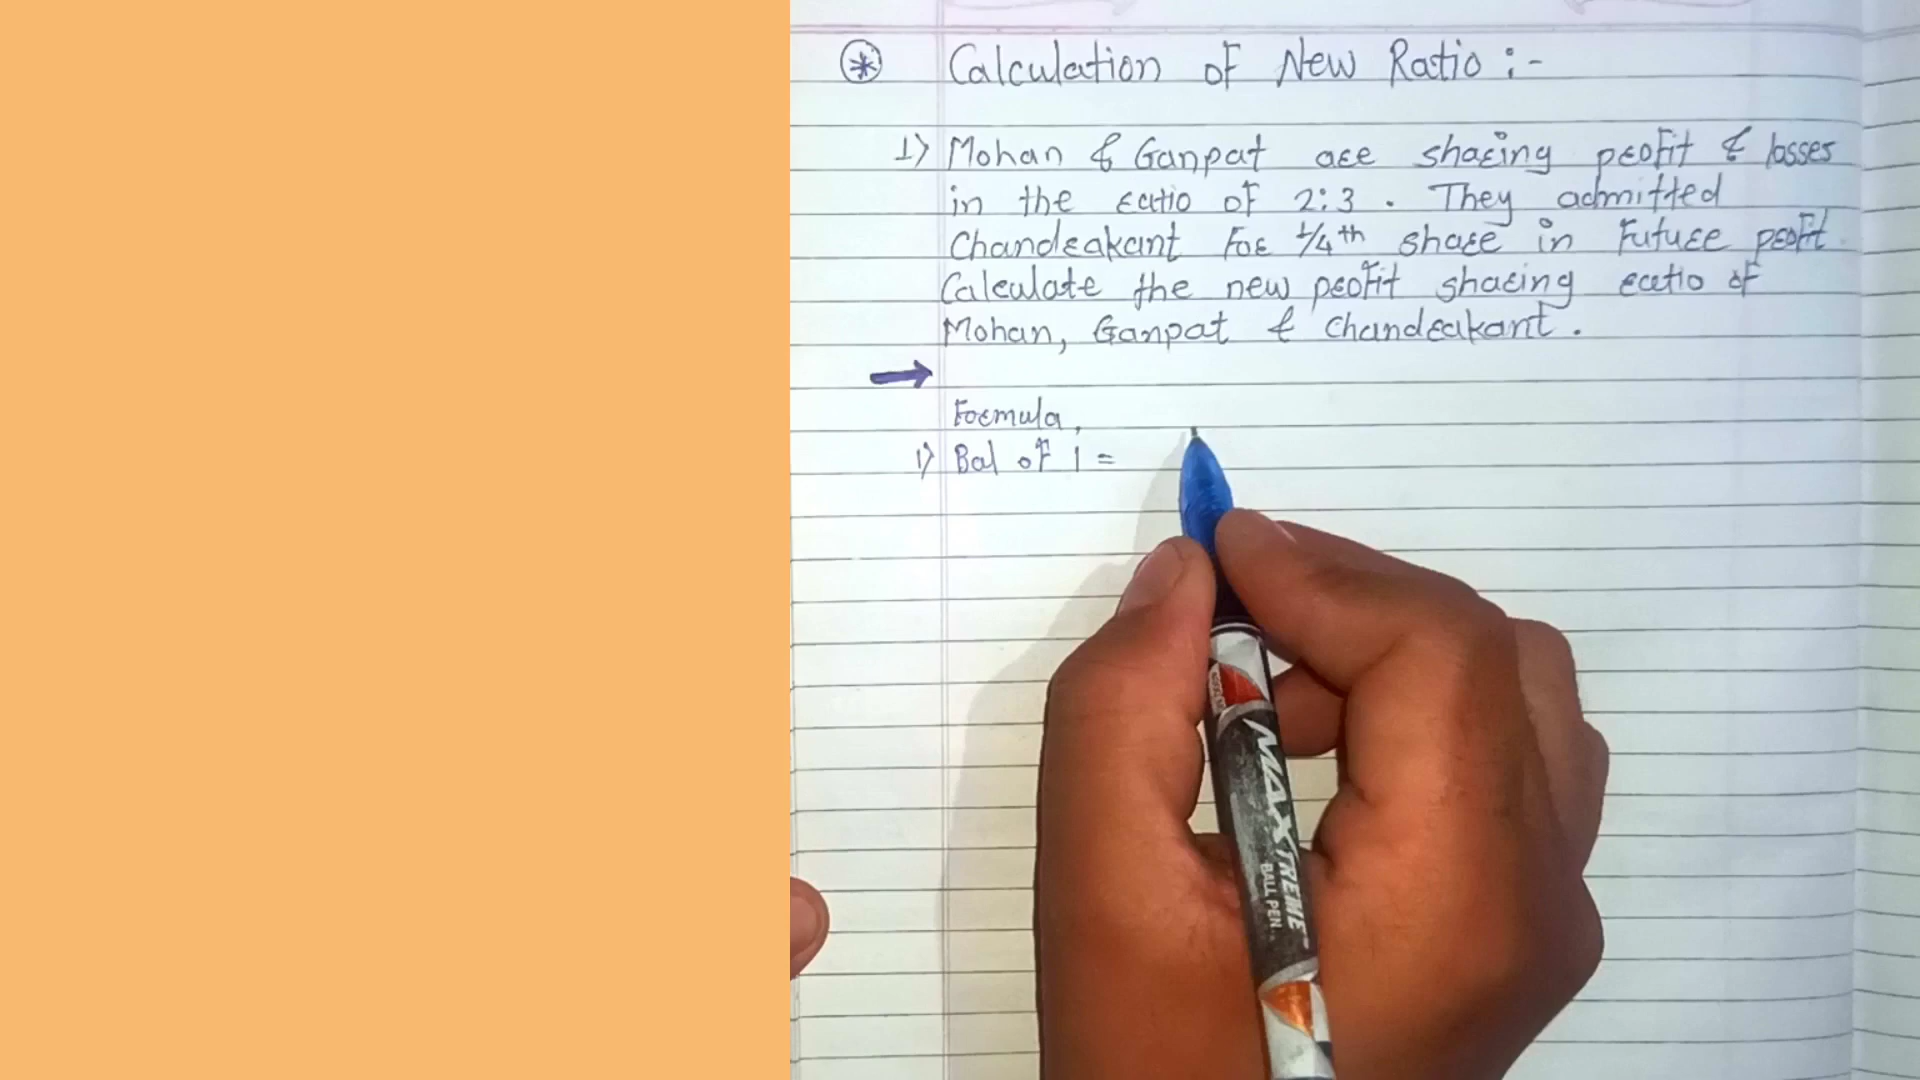 * Calculation of New Ratio :-
1) Mohan & Ganpat are sharing profit & losses
in the ratio of 2:3 . They admitted
Chandrakant For 1/4th share in Future profit.
Calculate the new profit sharing ratio of
Mohan, Ganpat & Chandrakant .
→
Formula,
1) Bal of 1 =
MAXTREME
BALL PEN